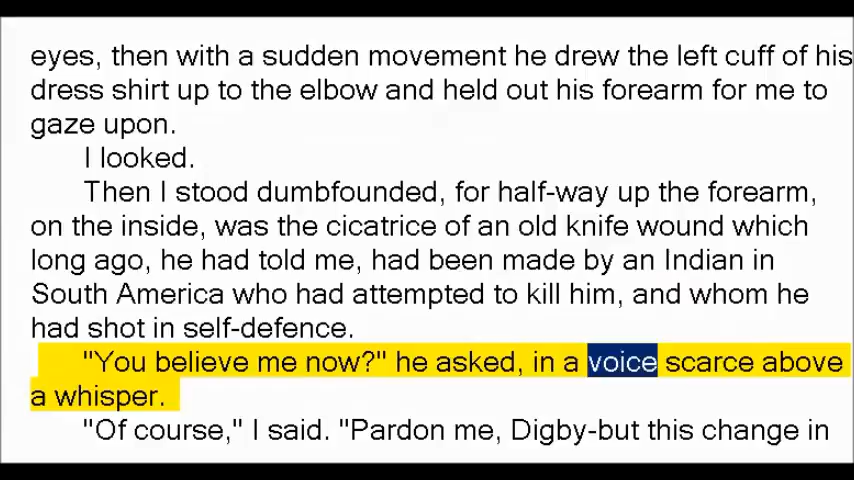 eyes, then with a sudden movement he drew the left cuff of his
dress shirt up to the elbow and held out his forearm for me to
gaze upon.
I looked.
Then I stood dumbfounded, for half-way up the forearm,
on the inside, was the cicatrice of an old knife wound which
long ago, he had told me, had been made by an Indian in
South America who had attempted to kill him, and whom he
had shot in self-defence.
"You believe me now?" he asked, in a voice scarce above
a whisper.
"Of course," I said. "Pardon me, Digby-but this change in